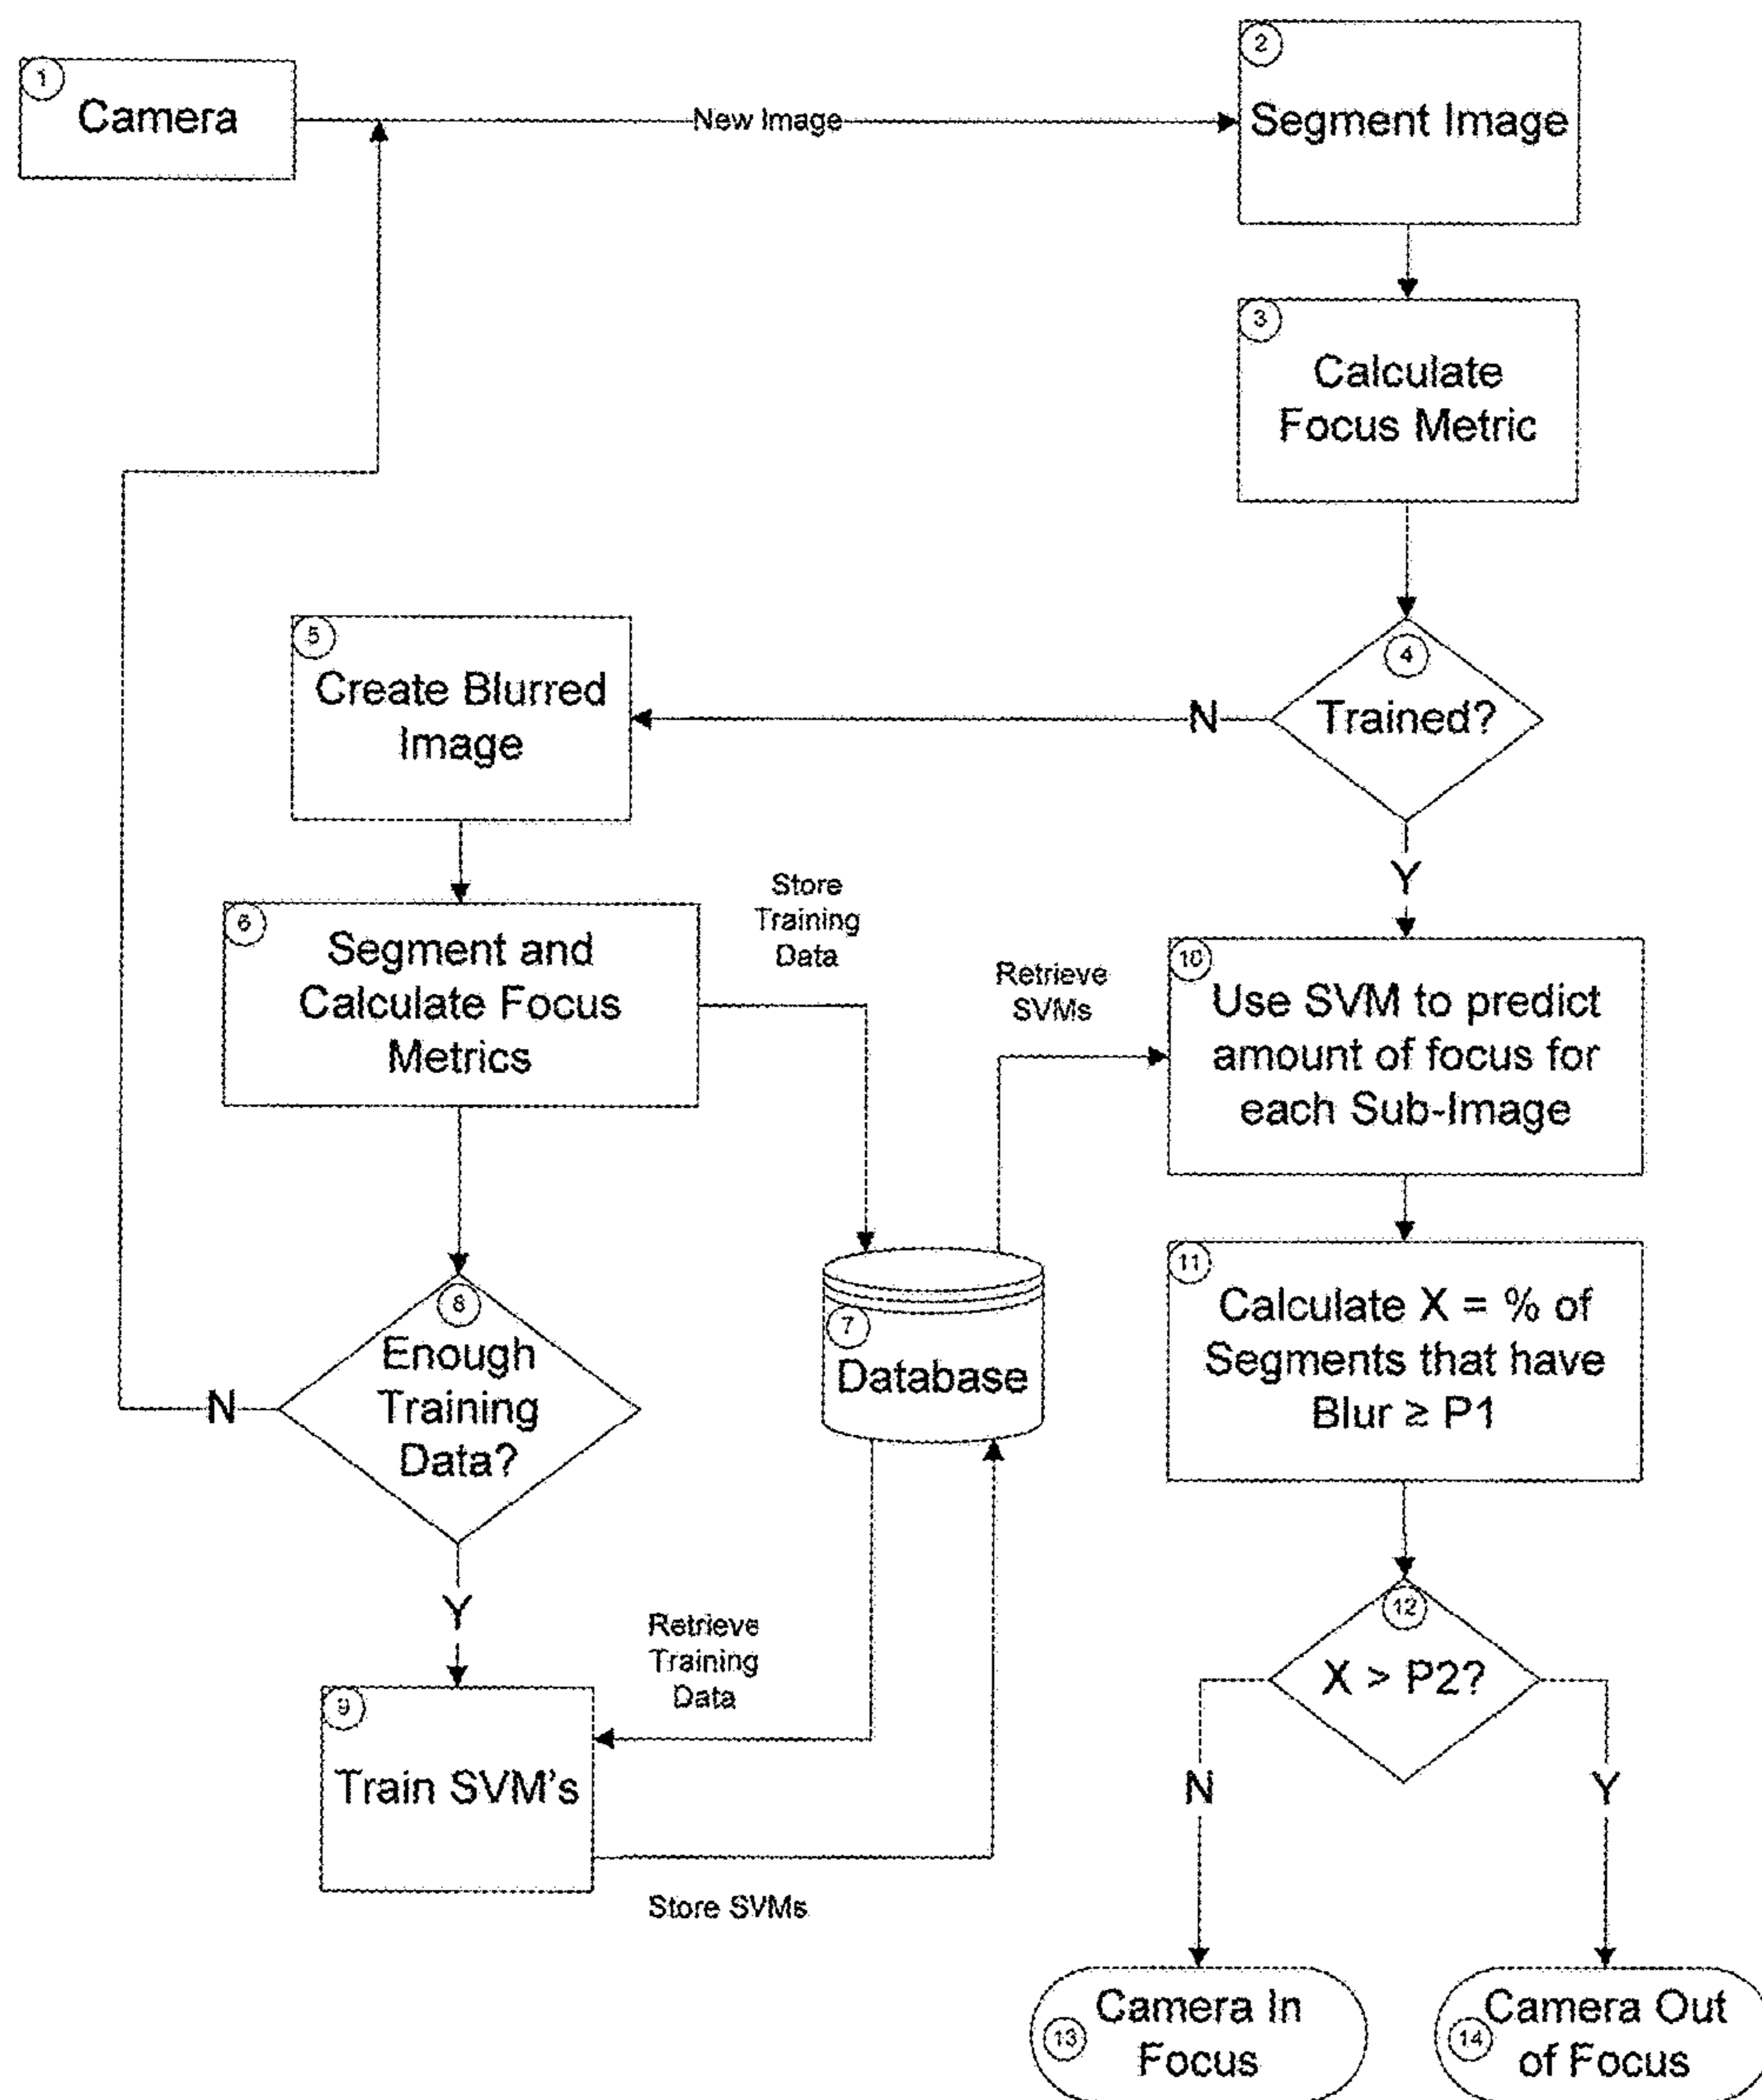 1
Camera
New Image
2
Segment Image
3
Calculate
Focus Metric
4
Trained?
N
Y
5
Create Blurred
Image
6
Segment and
Calculate Focus
Metrics
Store
Training
Data
Retrieve
SVMs
7
Database
8
Enough
Training
Data?
N
Y
9
Train SVM's
Retrieve
Training
Data
Store SVMs
10
Use SVM to predict
amount of focus for
each Sub-Image
11
Calculate X = % of
Segments that have
Blur ≥ P1
12
X > P2?
N
Y
13
Camera In
Focus
14
Camera Out
of Focus